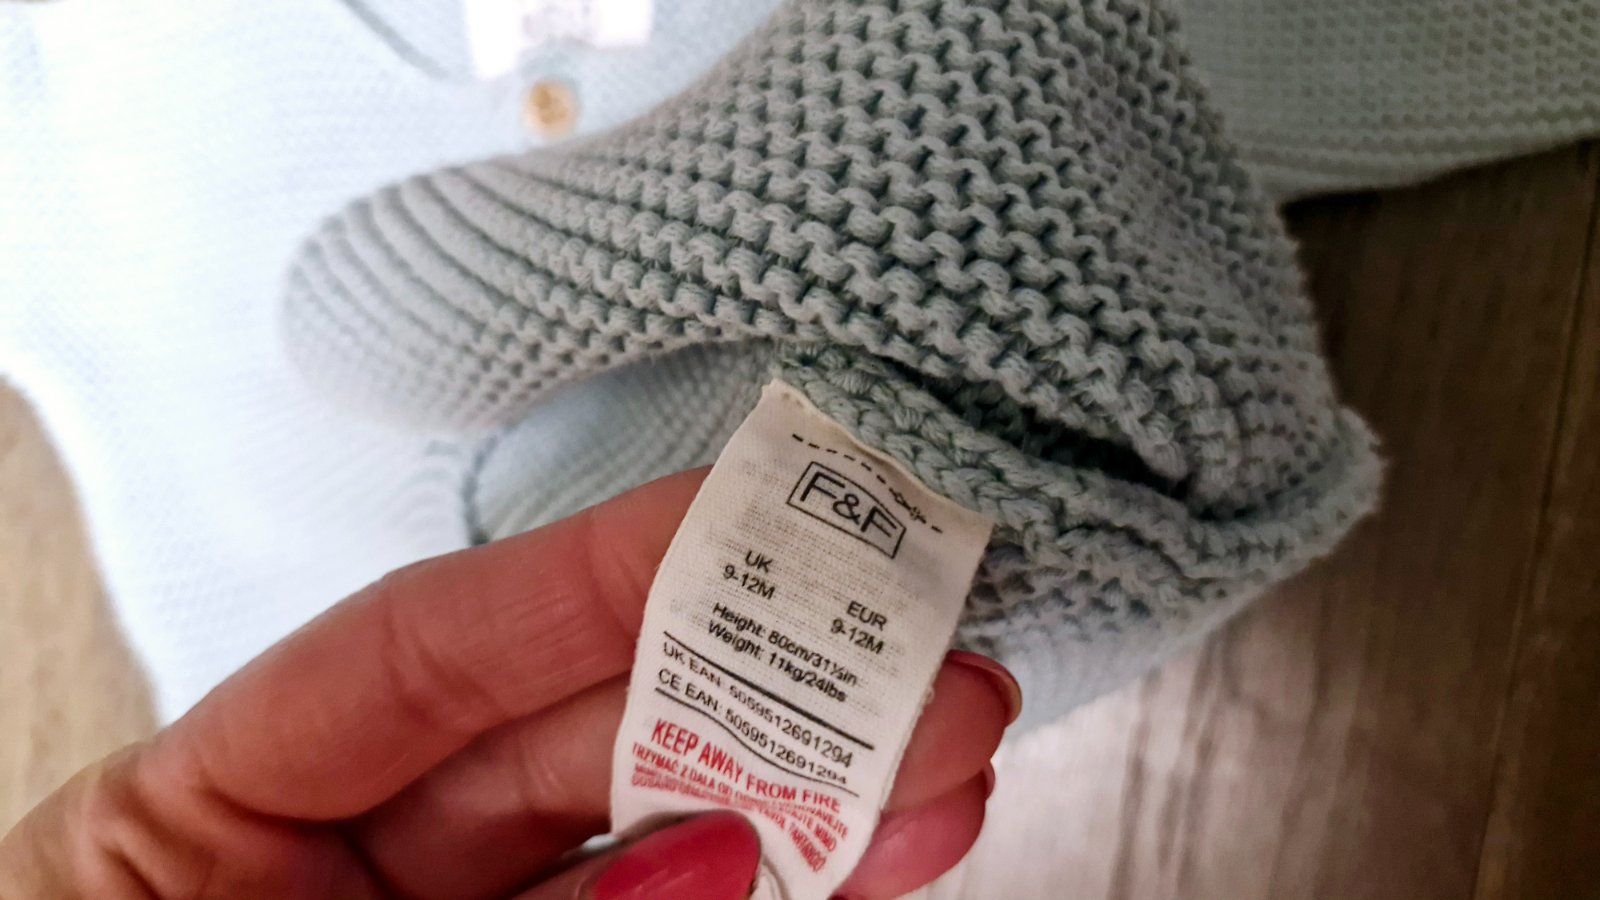 F&F
UK
9-12M
EUR
9-12M
Height: 80cm/31½in
Weight: 11kg/24lbs
UK EAN: 5059512691294
CE EAN: 5059512691294
KEEP AWAY FROM FIRE
TRZYMAĆ Z DALA OD